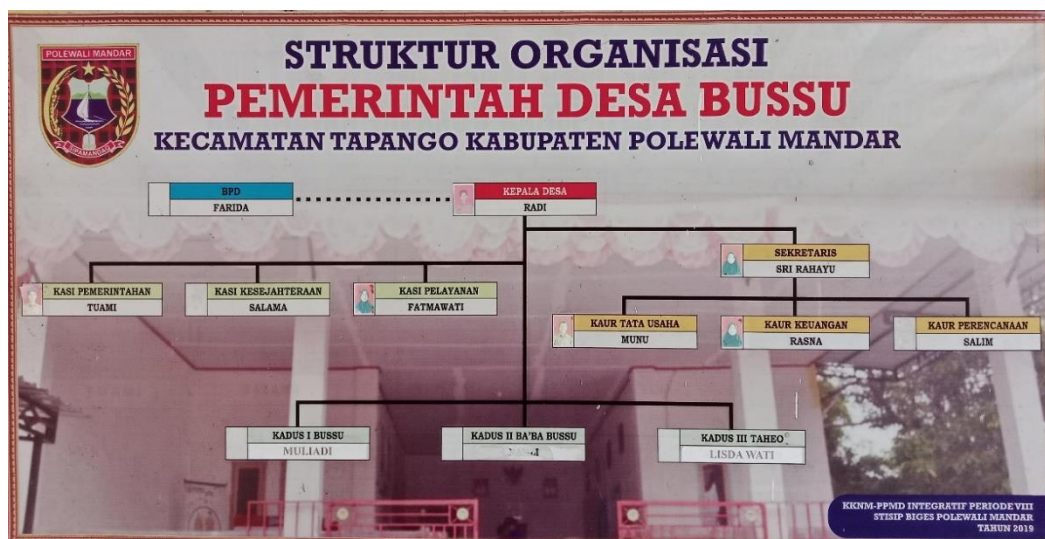 POLEWALI MANDAR
SIPAMANDAQ
STRUKTUR ORGANISASI
PEMERINTAH DESA BUSSU
KECAMATAN TAPANGO KABUPATEN POLEWALI MANDAR
BPD
FARIDA
KEPALA DESA
RADI
SEKRETARIS
SRI RAHAYU
KASI PEMERINTAHAN
TUAMI
KASI KESEJAHTERAAN
SALAMA
KASI PELAYANAN
FATMAWATI
KAUR TATA USAHA
MUNU
KAUR KEUANGAN
RASNA
KAUR PERENCANAAN
SALIM
KADUS I BUSSU
MULIADI
KADUS II BA'BA BUSSU
KADUS III TAHEO
LISDA WATI
KKNM-PPMD INTEGRATIF PERIODE VIII
STISIP BIGES POLEWALI MANDAR
TAHUN 2019